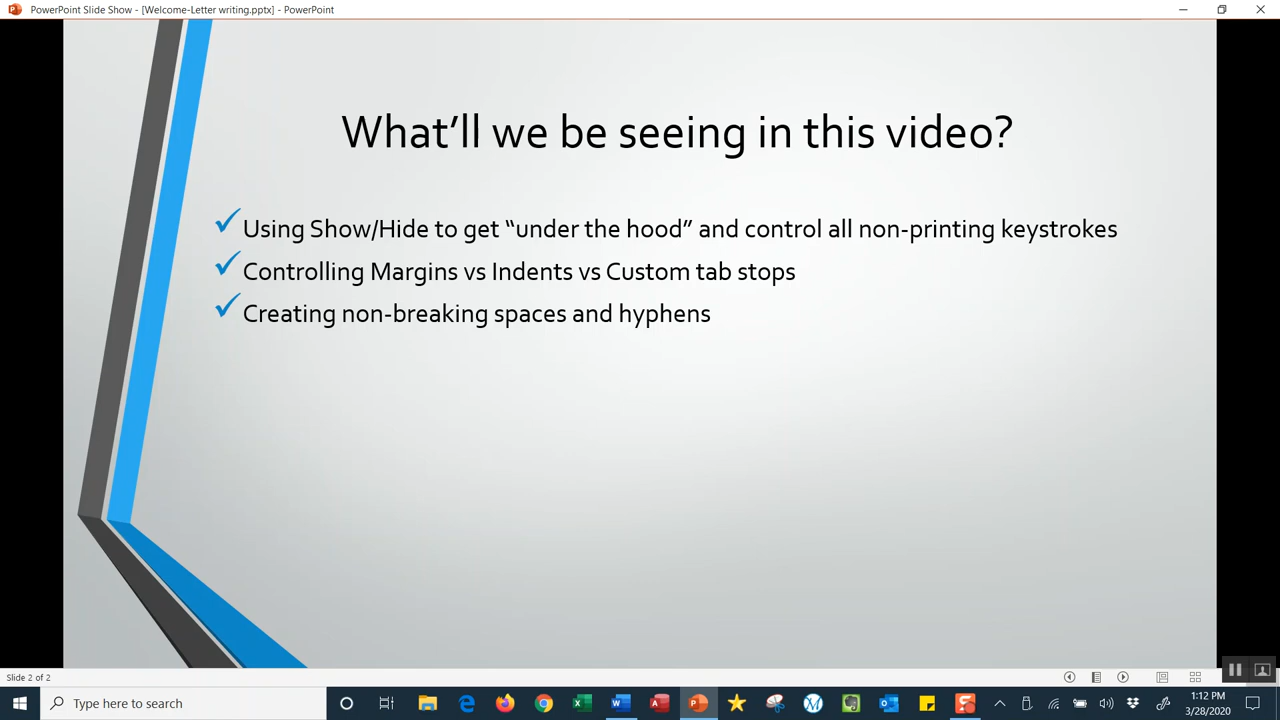 PowerPoint Slide Show - [Welcome-Letter writing.pptx] - PowerPoint
What’ll we be seeing in this video?
Using Show/Hide to get “under the hood” and control all non-printing keystrokes
Controlling Margins vs Indents vs Custom tab stops
Creating non-breaking spaces and hyphens
Slide 2 of 2
Type here to search
1:12 PM
3/28/2020